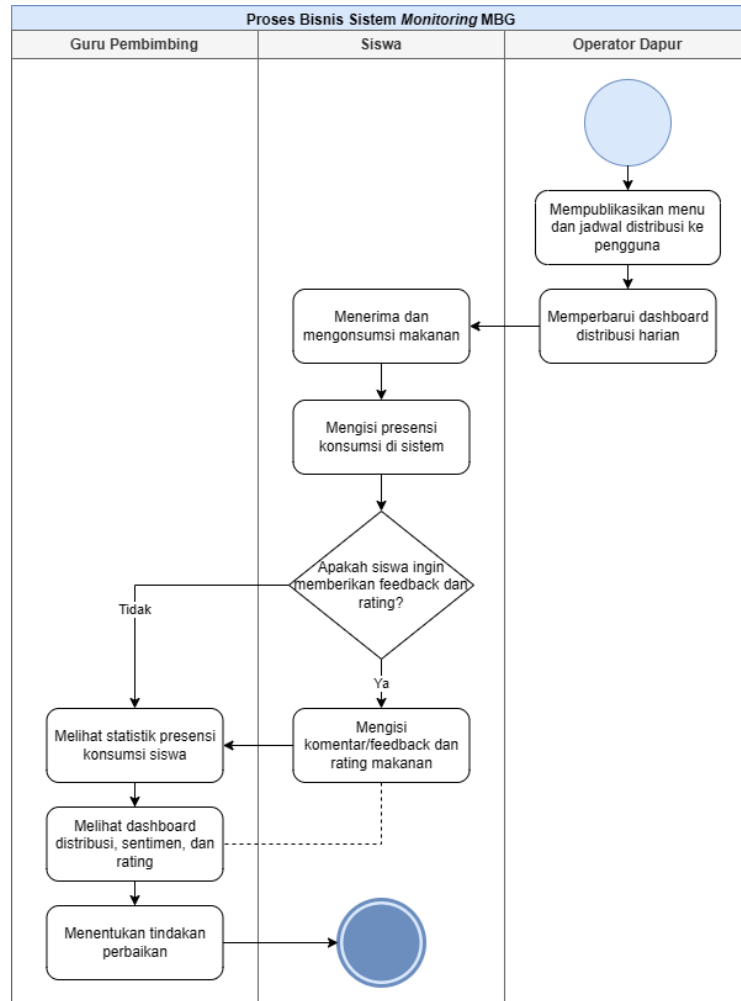 Proses Bisnis Sistem Monitoring MBG
Guru Pembimbing
Siswa
Operator Dapur
Mempublikasikan menu
dan jadwal distribusi ke
pengguna
Memperbarui dashboard
distribusi harian
Menerima dan
mengonsumsi makanan
Mengisi presensi
konsumsi di sistem
Apakah siswa ingin
memberikan feedback dan
rating?
Tidak
Ya
Mengisi
komentar/feedback dan
rating makanan
Melihat statistik presensi
konsumsi siswa
Melihat dashboard
distribusi, sentimen, dan
rating
Menentukan tindakan
perbaikan